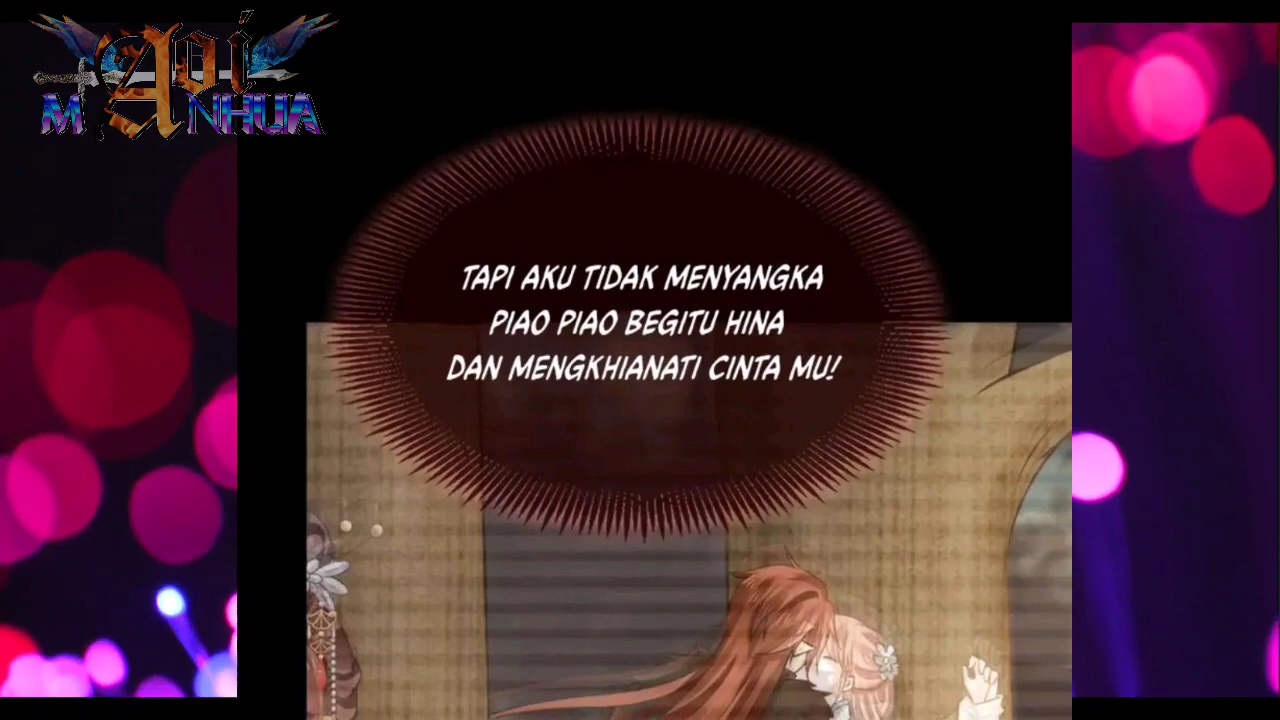 Aoi
MANHUA
TAPI AKU TIDAK MENYANGKA
PIAO PIAO BEGITU HINA
DAN MENGKHIANATI CINTA MU!